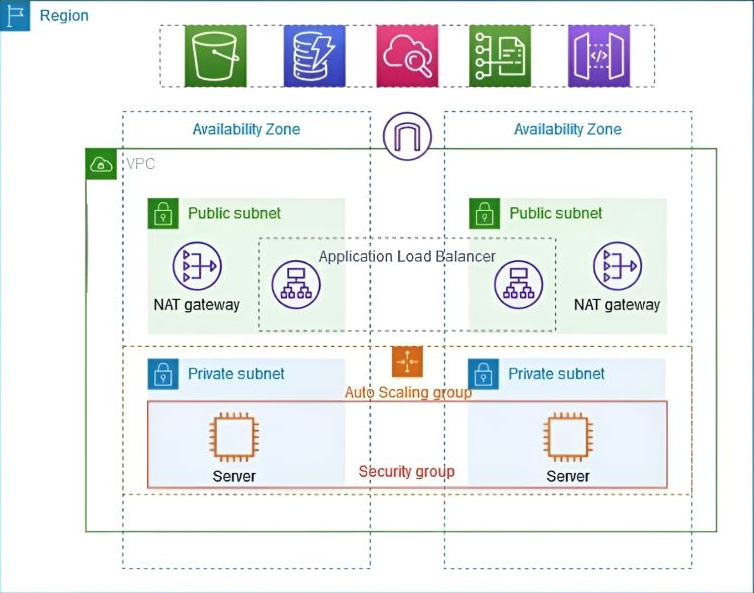 Region
Availability Zone
Availability Zone
VPC
Public subnet
Public subnet
Application Load Balancer
NAT gateway
NAT gateway
Private subnet
Private subnet
Auto Scaling group
Security group
Server
Server